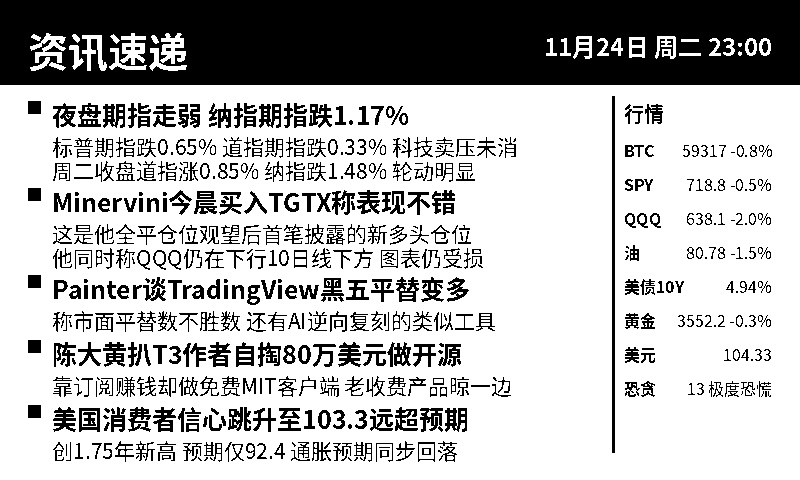 资讯速递
11月24日 周二 23:00
夜盘期指走弱 纳指期指跌1.17%
标普期指跌0.65% 道指期指跌0.33% 科技卖压未消
周二收盘道指涨0.85% 纳指跌1.48% 轮动明显
Minervini今晨买入TGTX称表现不错
这是他全平仓位观望后首笔披露的新多头仓位
他同时称QQQ仍在下行10日线下方 图表仍受损
Painter谈TradingView黑五平替变多
称市面平替数不胜数 还有AI逆向复刻的类似工具
陈大黄扒T3作者自掏80万美元做开源
靠订阅赚钱却做免费MIT客户端 老收费产品晾一边
美国消费者信心跳升至103.3远超预期
创1.75年新高 预期仅92.4 通胀预期同步回落
行情
BTC 59317 -0.8%
SPY 718.8 -0.5%
QQQ 638.1 -2.0%
油 80.78 -1.5%
美债10Y 4.94%
黄金 3552.2 -0.3%
美元 104.33
恐贪 13 极度恐慌